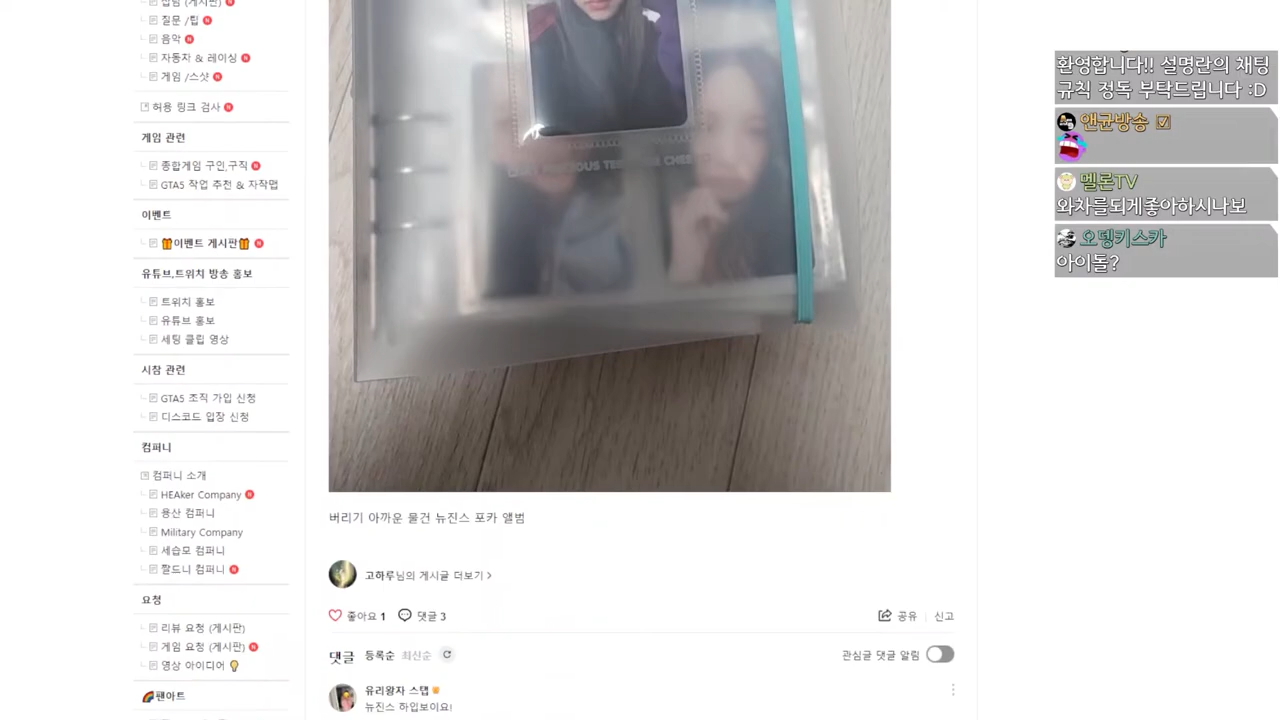 질문 /팁
음악
자동차 & 레이싱
게임 /스샷
허용 링크 검사
게임 관련
종합게임 구인,구직
GTA5 작업 추천 & 자작맵
이벤트
이벤트 게시판
유튜브,트위치 방송 홍보
트위치 홍보
유튜브 홍보
세팅 클립 영상
시참 관련
GTA5 조직 가입 신청
디스코드 입장 신청
컴퍼니
컴퍼니 소개
HEAker Company
용산 컴퍼니
Military Company
세습모 컴퍼니
짤드니 컴퍼니
요청
리뷰 요청 (게시판)
게임 요청 (게시판)
영상 아이디어
팬아트
버리기 아까운 물건 뉴진스 포카 앨범
고하루님의 게시글 더보기
좋아요 1 댓글 3
공유 신고
댓글 등록순 최신순
관심글 댓글 알림
유리왕자 스탭
뉴진스 하입보이요!
환영합니다!! 설명란의 채팅
규칙 정독 부탁드립니다 :D
앤균방송
멜론TV
와차를되게좋아하시나보
오뎅키스카
아이돌?